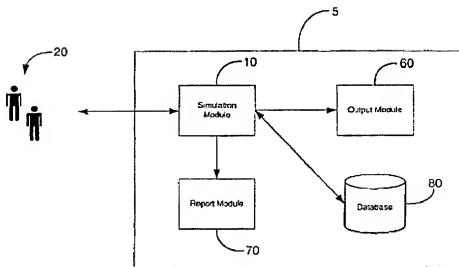 5
20
10
60
Simulation
Module
Output Module
Report Module
Database
80
70